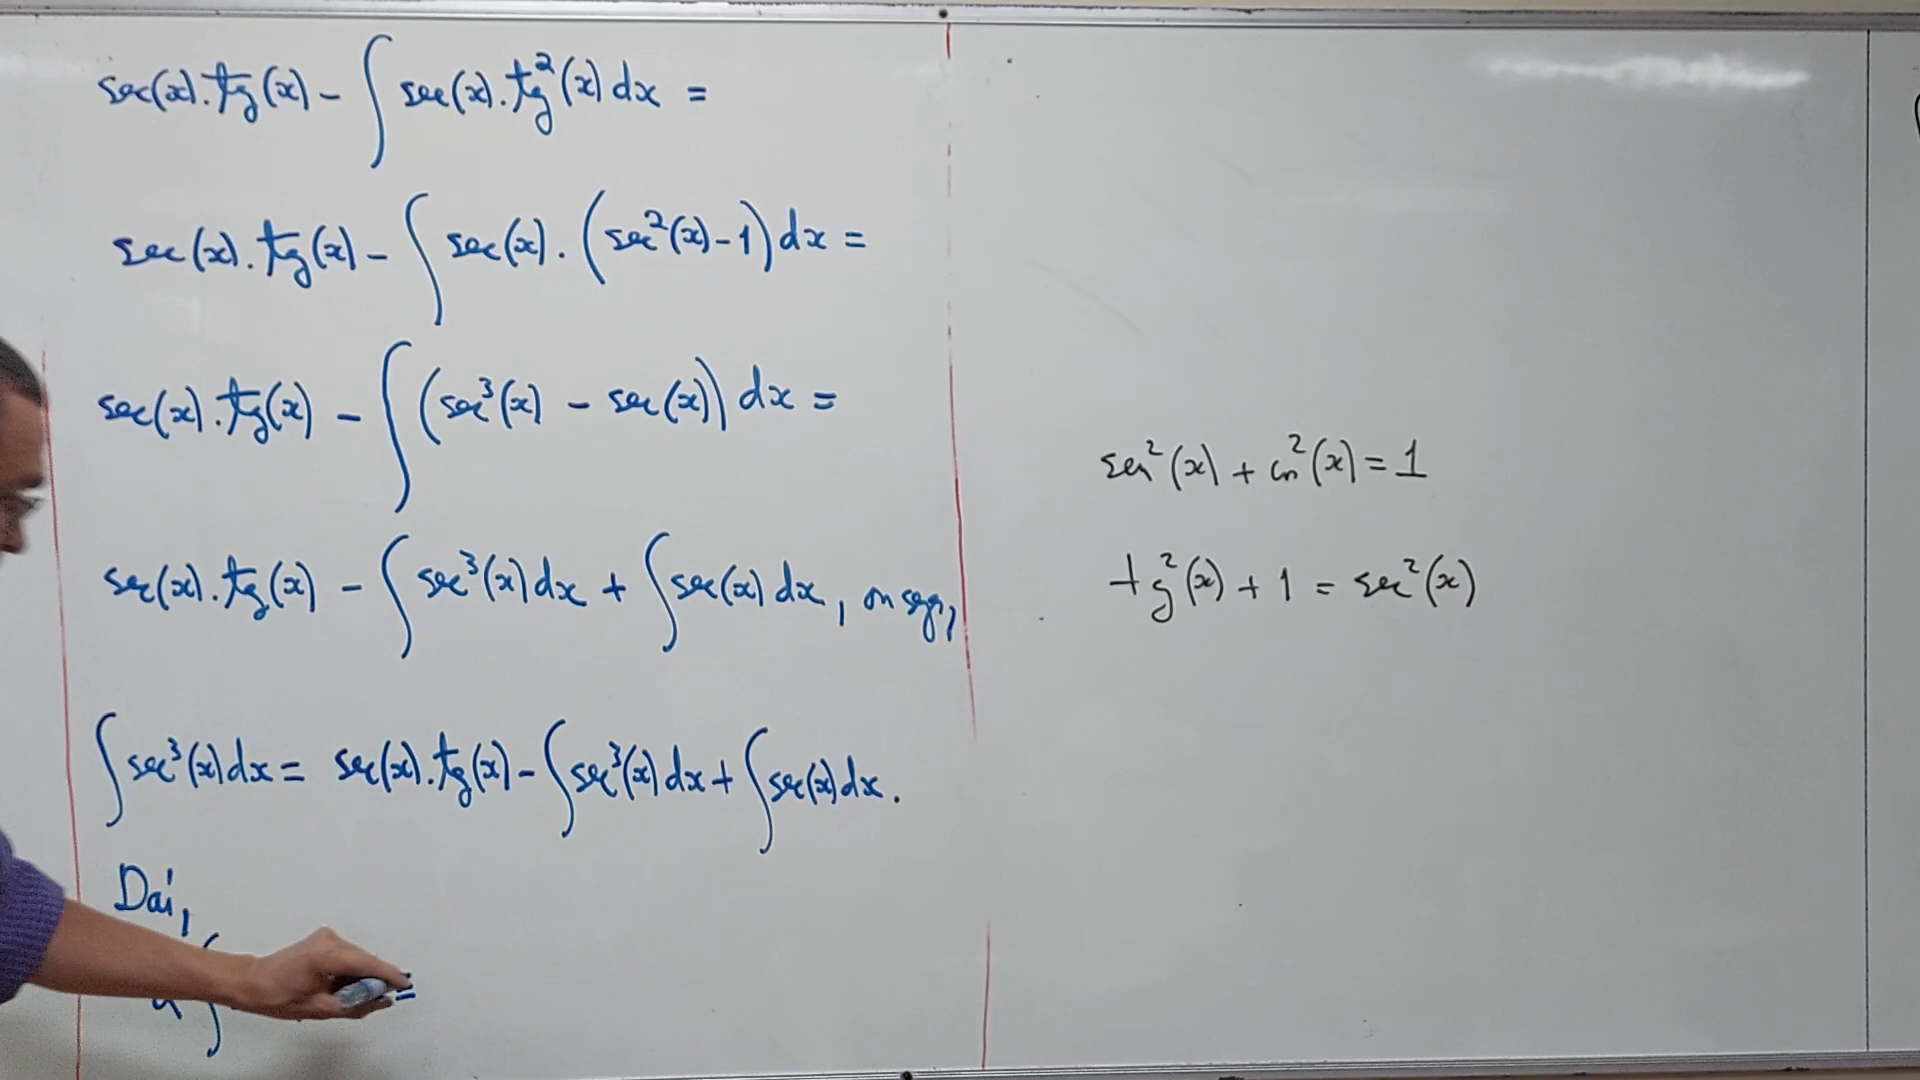 sec(x).tg(x) - ∫ sec(x).tg²(x) dx =
sec(x).tg(x) - ∫ sec(x).(sec²(x)-1) dx =
sec(x).tg(x) - ∫ (sec³(x) - sec(x)) dx =
sec(x).tg(x) - ∫ sec³(x) dx + ∫ sec(x) dx, ou seja,
∫ sec³(x) dx = sec(x).tg(x) - ∫ sec³(x) dx + ∫ sec(x) dx.
Daí,
∫ =
sen²(x) + cos²(x) = 1
tg²(x) + 1 = sec²(x)